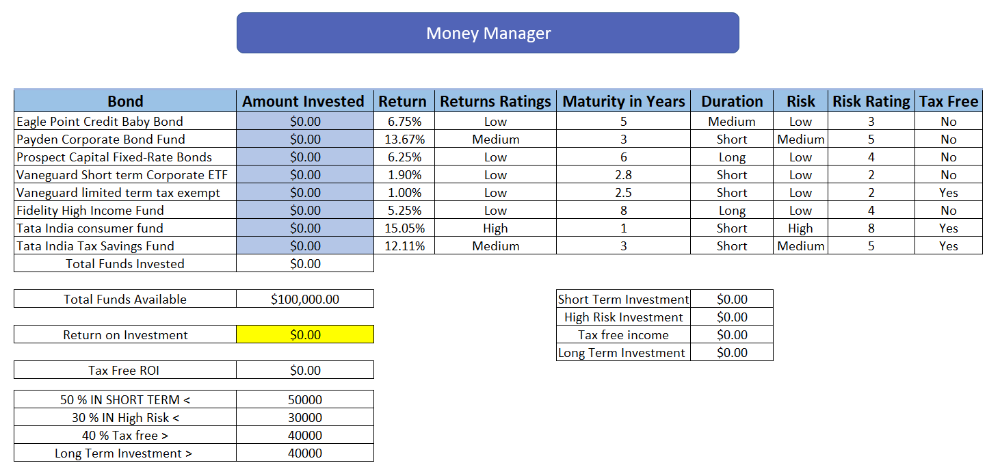 Money Manager
Bond Amount Invested Return Returns Ratings Maturity in Years Duration Risk Risk Rating Tax Free
Eagle Point Credit Baby Bond $0.00 6.75% Low 5 Medium Low 3 No
Payden Corporate Bond Fund $0.00 13.67% Medium 3 Short Medium 5 No
Prospect Capital Fixed-Rate Bonds $0.00 6.25% Low 6 Long Low 4 No
Vaneguard Short term Corporate ETF $0.00 1.90% Low 2.8 Short Low 2 No
Vaneguard limited term tax exempt $0.00 1.00% Low 2.5 Short Low 2 Yes
Fidelity High Income Fund $0.00 5.25% Low 8 Long Low 4 No
Tata India consumer fund $0.00 15.05% High 1 Short High 8 Yes
Tata India Tax Savings Fund $0.00 12.11% Medium 3 Short Medium 5 Yes
Total Funds Invested $0.00
Total Funds Available $100,000.00
Short Term Investment $0.00
High Risk Investment $0.00
Return on Investment $0.00
Tax free income $0.00
Long Term Investment $0.00
Tax Free ROI $0.00
50 % IN SHORT TERM < 50000
30 % IN High Risk < 30000
40 % Tax free > 40000
Long Term Investment > 40000